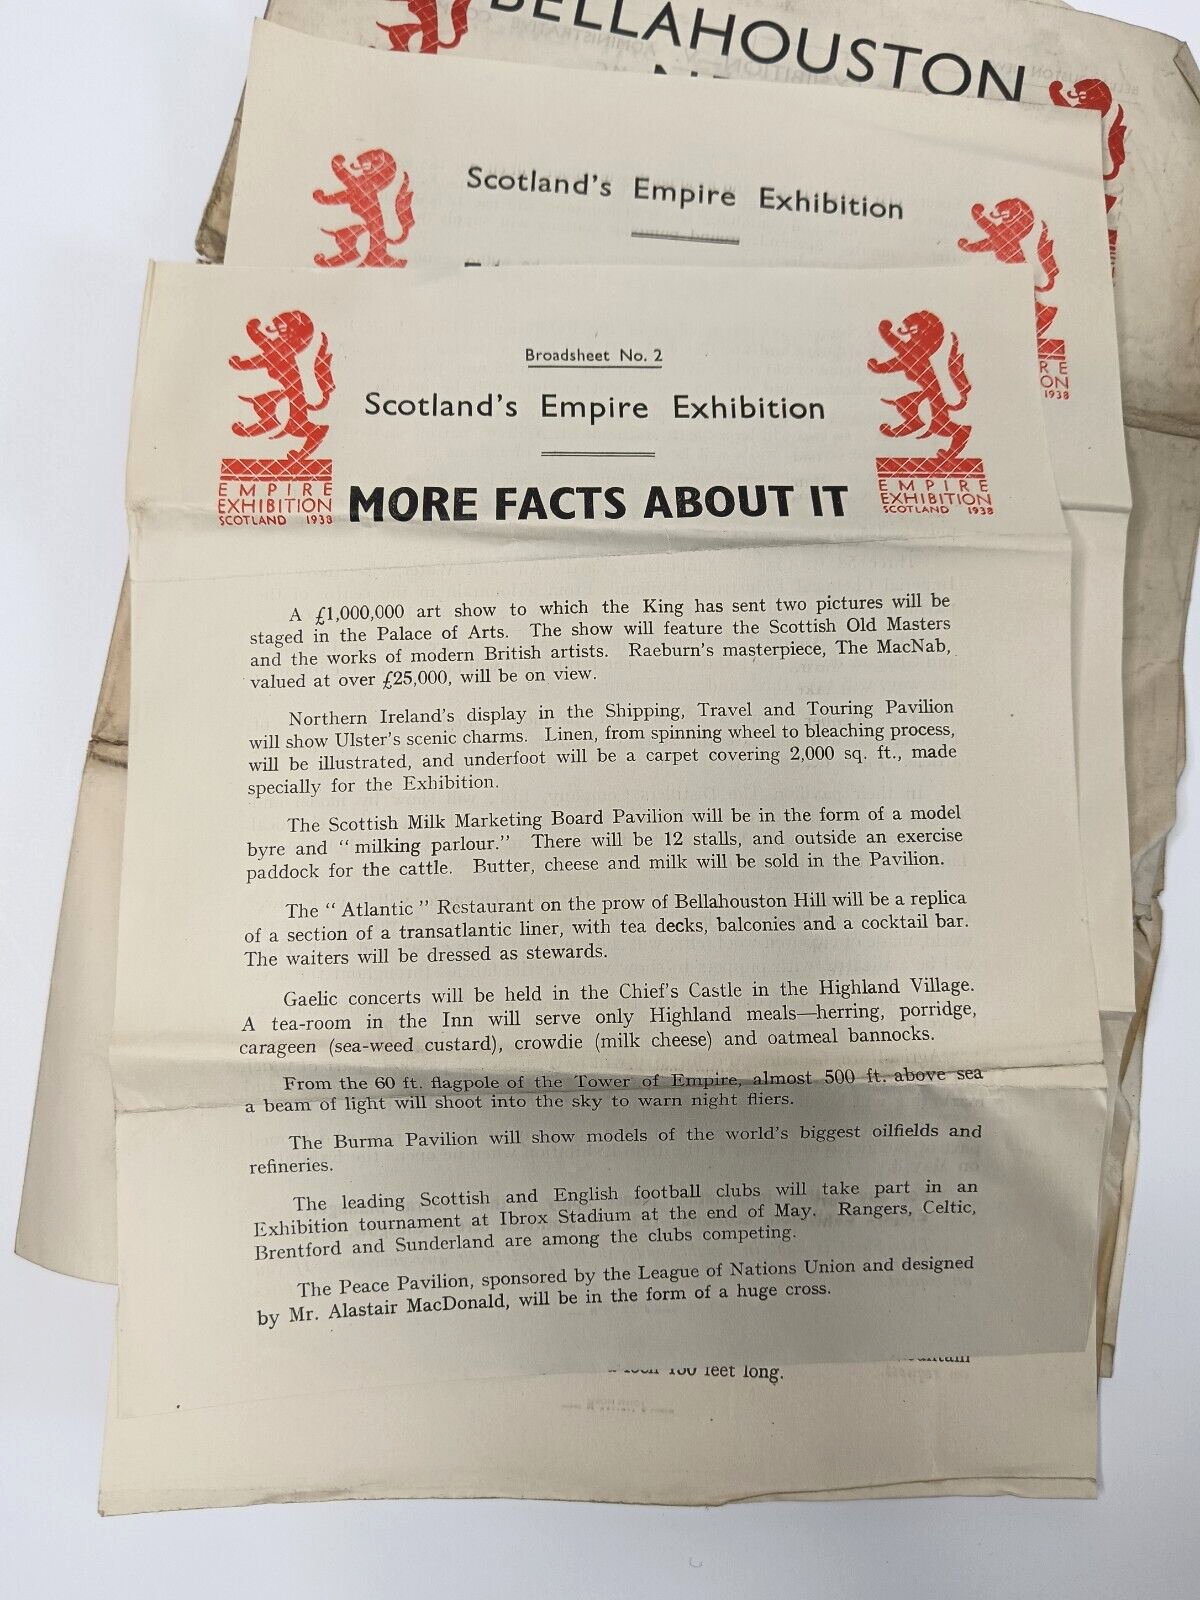 BELLAHOUSTON
Scotland's Empire Exhibition
RE
ON
1938
Broadsheet No. 2
Scotland's Empire Exhibition
EMPIRE
EXHIBITION
SCOTLAND 1938
MORE FACTS ABOUT IT
EMPIRE
EXHIBITION
SCOTLAND 1938
A £1,000,000 art show to which the King has sent two pictures will be
staged in the Palace of Arts. The show will feature the Scottish Old Masters
and the works of modern British artists. Raeburn's masterpiece, The MacNab,
valued at over £25,000, will be on view.
Northern Ireland's display in the Shipping, Travel and Touring Pavilion
will show Ulster's scenic charms. Linen, from spinning wheel to bleaching process,
will be illustrated, and underfoot will be a carpet covering 2,000 sq. ft., made
specially for the Exhibition.
The Scottish Milk Marketing Board Pavilion will be in the form of a model
byre and " milking parlour." There will be 12 stalls, and outside an exercise
paddock for the cattle. Butter, cheese and milk will be sold in the Pavilion.
The " Atlantic " Restaurant on the prow of Bellahouston Hill will be a replica
of a section of a transatlantic liner, with tea decks, balconies and a cocktail bar.
The waiters will be dressed as stewards.
Gaelic concerts will be held in the Chief's Castle in the Highland Village.
A tea-room in the Inn will serve only Highland meals—herring, porridge,
carageen (sea-weed custard), crowdie (milk cheese) and oatmeal bannocks.
From the 60 ft. flagpole of the Tower of Empire, almost 500 ft. above sea
a beam of light will shoot into the sky to warn night fliers.
The Burma Pavilion will show models of the world's biggest oilfields and
refineries.
The leading Scottish and English football clubs will take part in an
Exhibition tournament at Ibrox Stadium at the end of May. Rangers, Celtic,
Brentford and Sunderland are among the clubs competing.
The Peace Pavilion, sponsored by the League of Nations Union and designed
by Mr. Alastair MacDonald, will be in the form of a huge cross.
feet long.